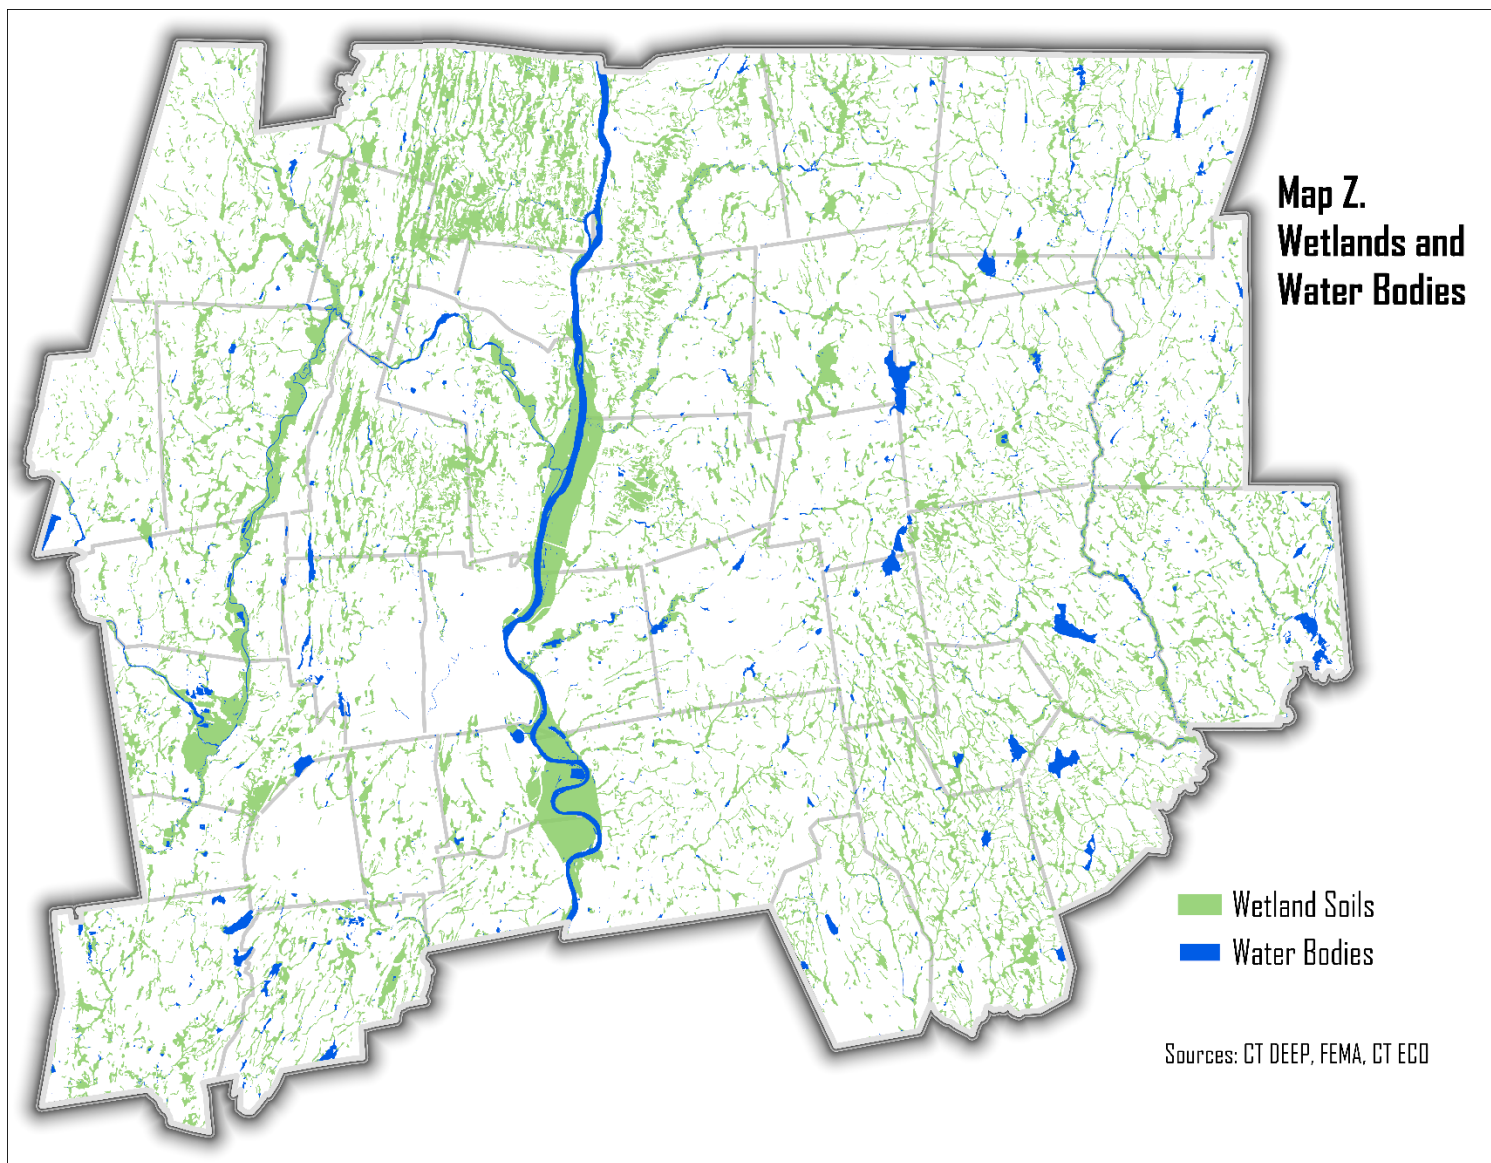 Map Z.
Wetlands and
Water Bodies
Wetland Soils
Water Bodies
Sources: CT DEEP, FEMA, CT ECO